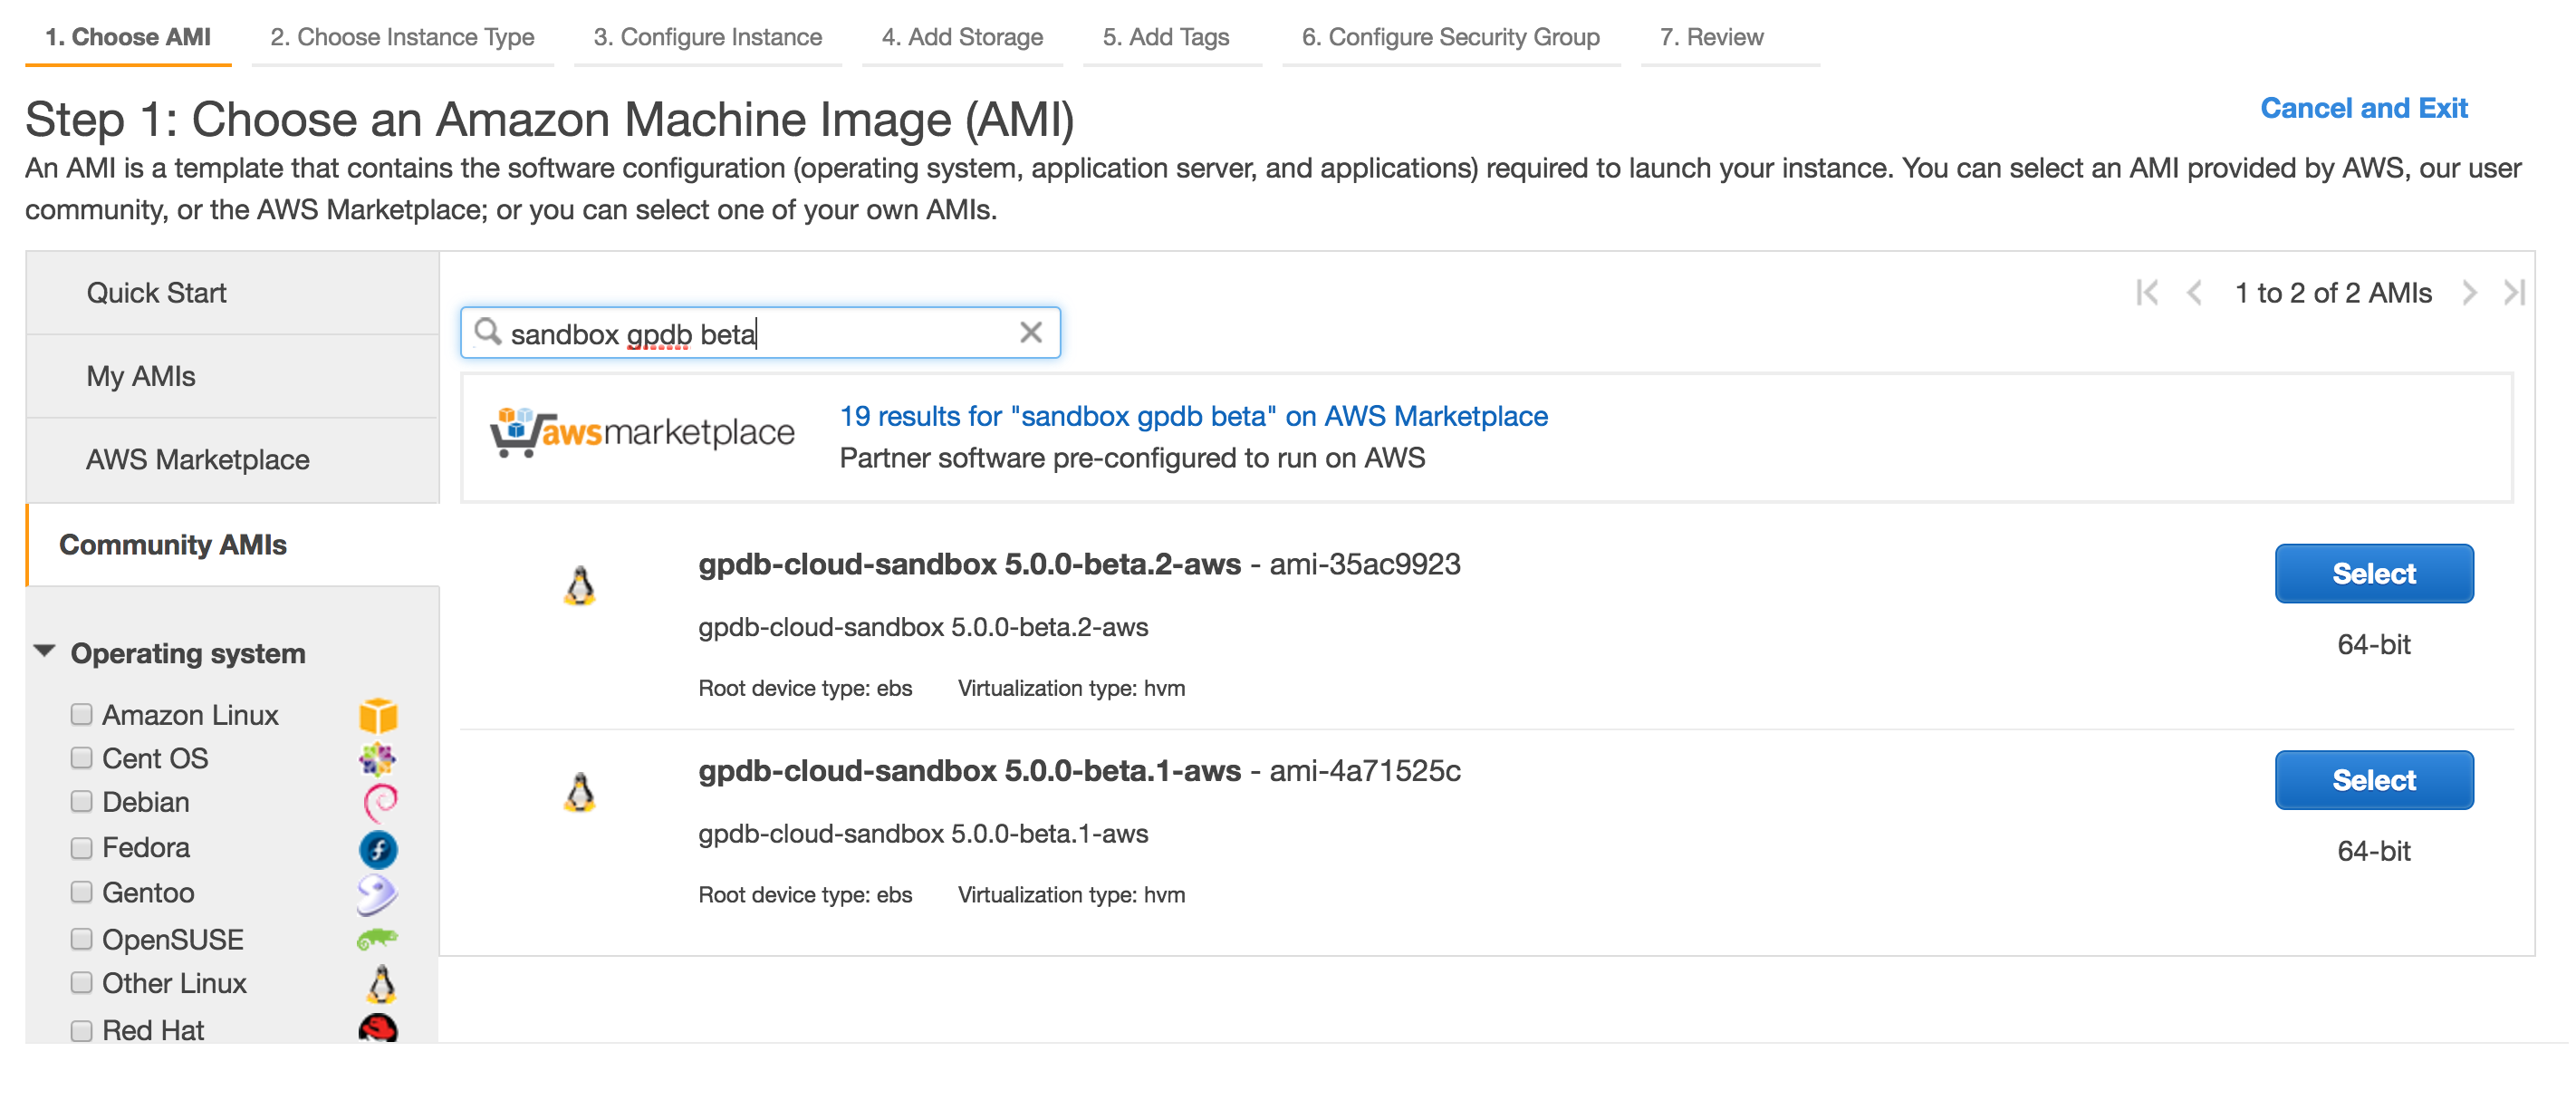 1. Choose AMI 2. Choose Instance Type 3. Configure Instance 4. Add Storage 5. Add Tags 6. Configure Security Group 7. Review
Step 1: Choose an Amazon Machine Image (AMI)
Cancel and Exit
An AMI is a template that contains the software configuration (operating system, application server, and applications) required to launch your instance. You can select an AMI provided by AWS, our user
community, or the AWS Marketplace; or you can select one of your own AMIs.
Quick Start
My AMIs
AWS Marketplace
Community AMIs
Operating system
Amazon Linux
Cent OS
Debian
Fedora
Gentoo
OpenSUSE
Other Linux
Red Hat
1 to 2 of 2 AMIs
sandbox gpdb beta
awsmarketplace
19 results for "sandbox gpdb beta" on AWS Marketplace
Partner software pre-configured to run on AWS
gpdb-cloud-sandbox 5.0.0-beta.2-aws - ami-35ac9923
Select
gpdb-cloud-sandbox 5.0.0-beta.2-aws
64-bit
Root device type: ebs Virtualization type: hvm
gpdb-cloud-sandbox 5.0.0-beta.1-aws - ami-4a71525c
Select
gpdb-cloud-sandbox 5.0.0-beta.1-aws
64-bit
Root device type: ebs Virtualization type: hvm